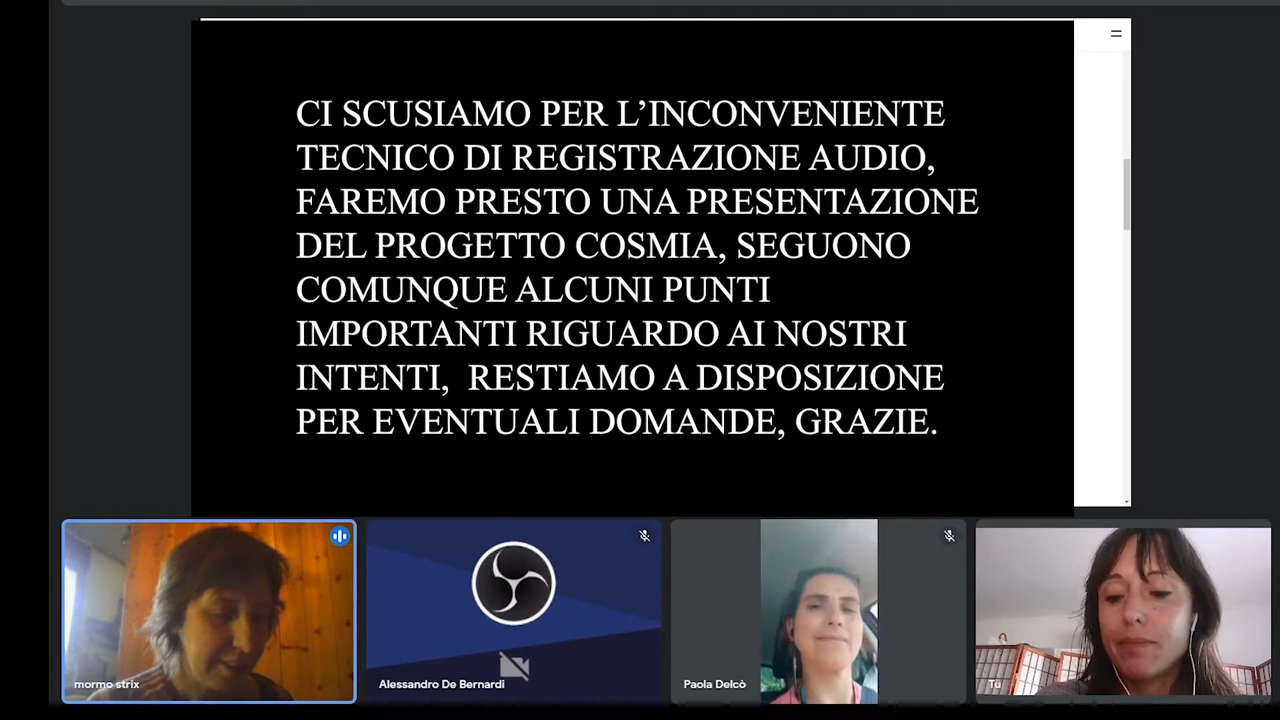 CI SCUSIAMO PER L’INCONVENIENTE
TECNICO DI REGISTRAZIONE AUDIO,
FAREMO PRESTO UNA PRESENTAZIONE
DEL PROGETTO COSMIA, SEGUONO
COMUNQUE ALCUNI PUNTI
IMPORTANTI RIGUARDO AI NOSTRI
INTENTI,  RESTIAMO A DISPOSIZIONE
PER EVENTUALI DOMANDE, GRAZIE.
mormo strix
Alessandro De Bernardi
Paola Delcò
Tu